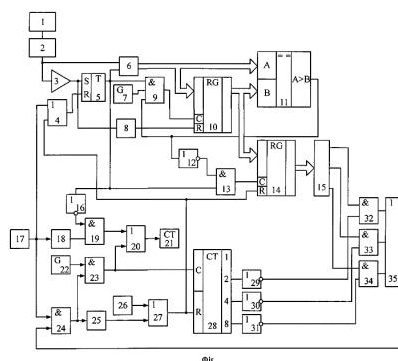 1
2
3
S T
R 5
6
G
7
&
9
1
4
8
RG
C
R 10
A = = A>B
B 11
1
12
&
13
RG
C
R 14
15
1
16
17
18
&
19
1
20
CT
21
G
22
&
23
&
24
25
26
1
27
CT 1
C 2
4
R 8
28
1
29
1
30
1
31
&
32
&
33
&
34
1
35
Фіг.